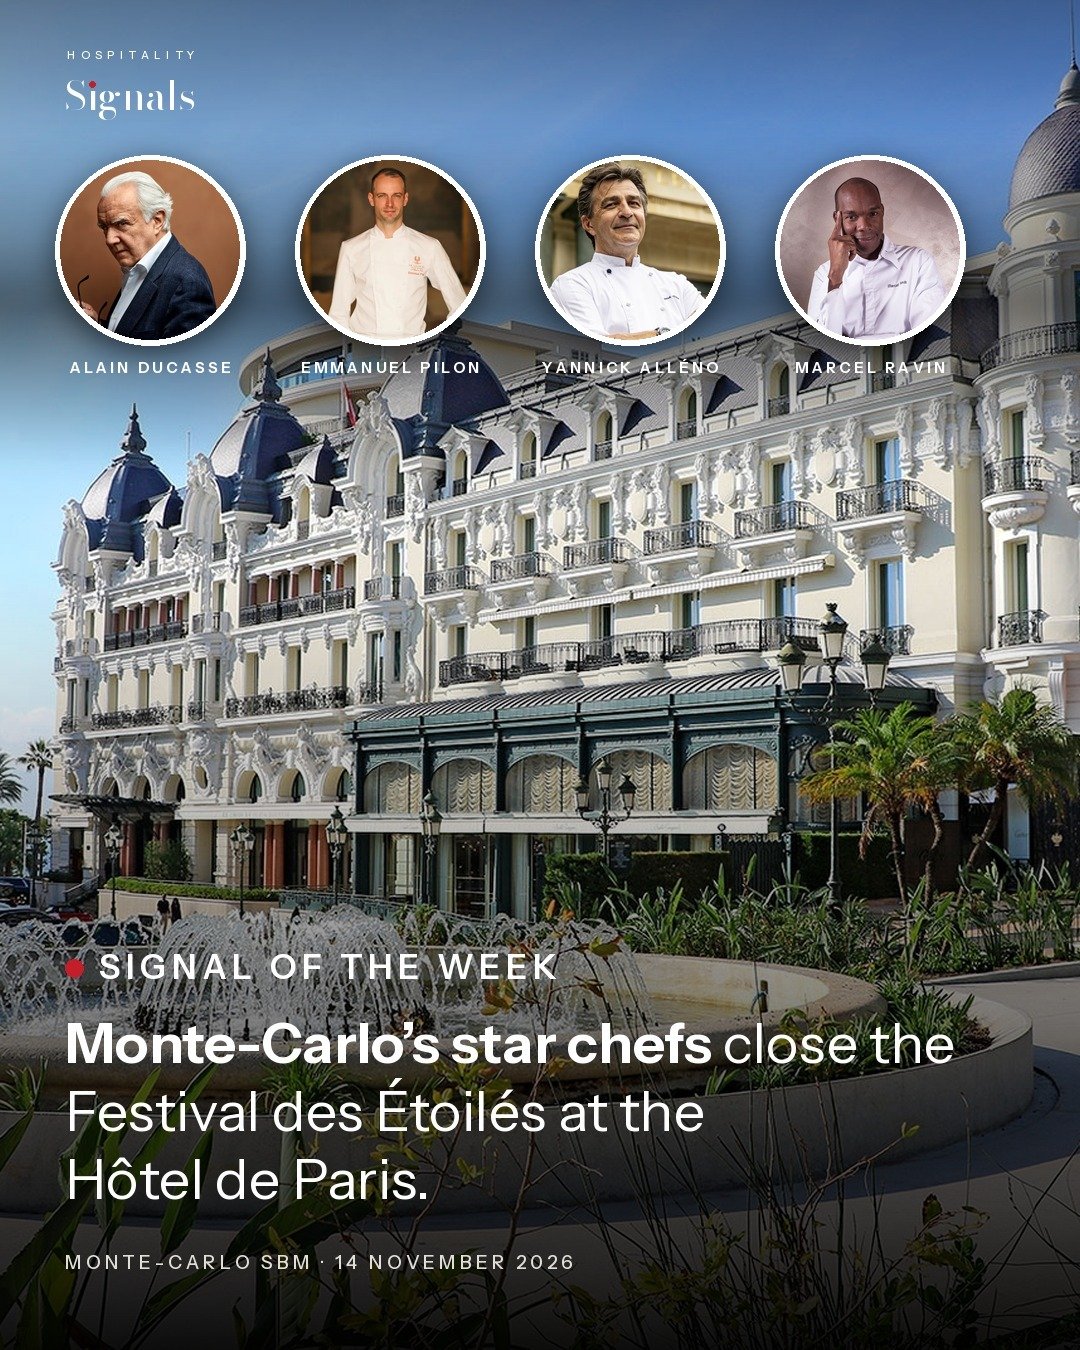 HOSPITALITY
Signals
ALAIN DUCASSE
EMMANUEL PILON
YANNICK ALLÉNO
MARCEL RAVIN
SIGNAL OF THE WEEK
Monte-Carlo’s star chefs close the
Festival des Étoilés at the
Hôtel de Paris.
MONTE-CARLO SBM · 14 NOVEMBER 2026